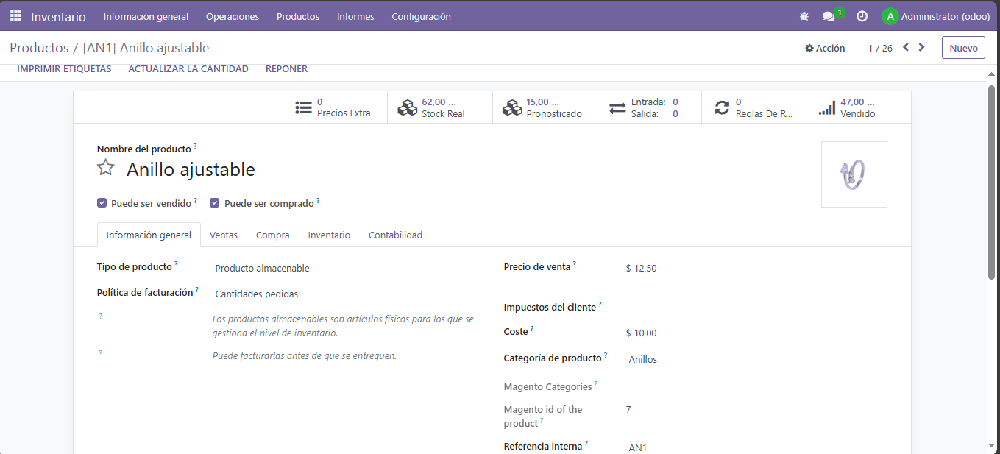 Inventario Información general Operaciones Productos Informes Configuración 1 A Administrator (odoo)
Productos / [AN1] Anillo ajustable Acción 1 / 26 Nuevo
IMPRIMIR ETIQUETAS ACTUALIZAR LA CANTIDAD REPONER
0 Precios Extra
62,00 ... Stock Real
15,00 ... Pronosticado
Entrada: 0
Salida: 0
0 Reglas De R...
47,00 ... Vendido
Nombre del producto ?
Anillo ajustable
Puede ser vendido ? Puede ser comprado ?
Información general Ventas Compra Inventario Contabilidad
Tipo de producto ? Producto almacenable
Política de facturación ? Cantidades pedidas
? Los productos almacenables son artículos físicos para los que se
gestiona el nivel de inventario.
? Puede facturarlas antes de que se entreguen.
Precio de venta ? $ 12,50
Impuestos del cliente ?
Coste ? $ 10,00
Categoría de producto ? Anillos
Magento Categories ?
Magento id of the 7
product ?
Referencia interna ? AN1